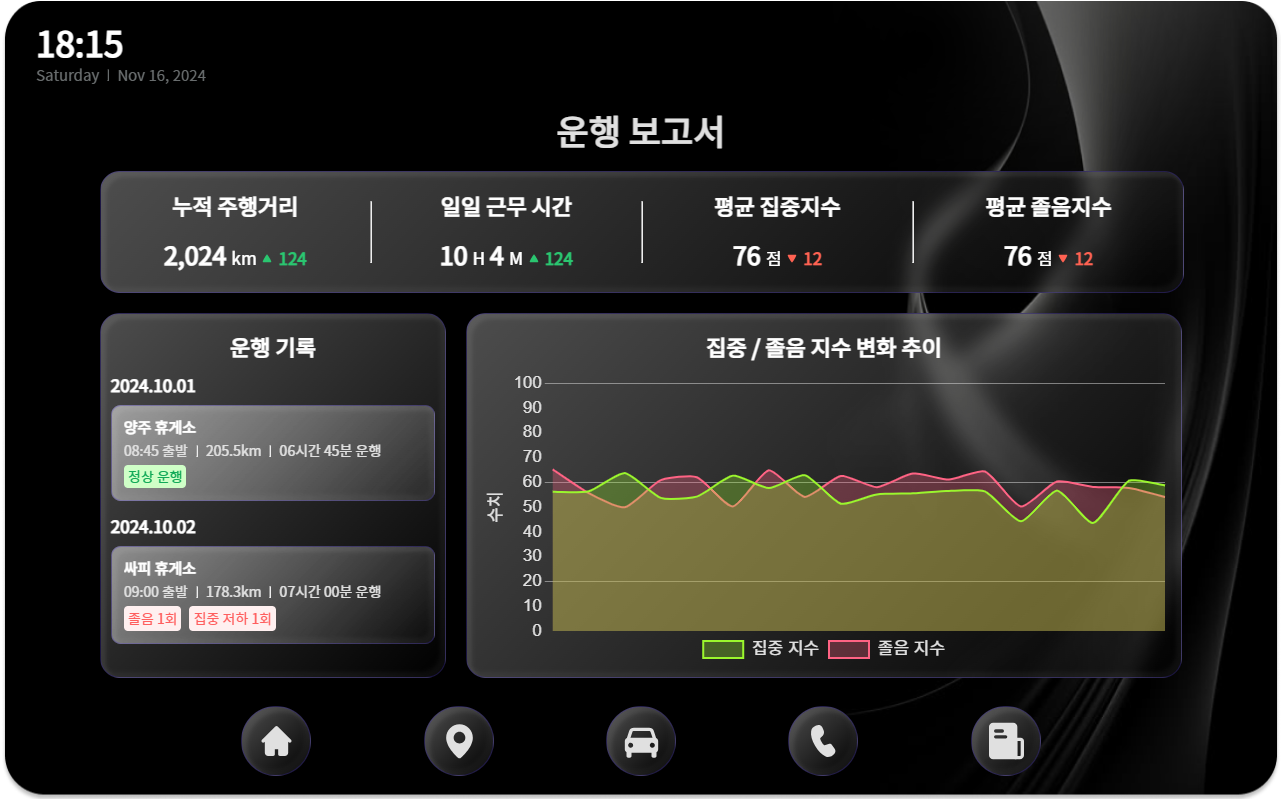 18:15
Saturday | Nov 16, 2024
운행 보고서
누적 주행거리
2,024 km ▲ 124
일일 근무 시간
10 H 4 M ▲ 124
평균 집중지수
76 점 ▼ 12
평균 졸음지수
76 점 ▼ 12
운행 기록
2024.10.01
양주 휴게소
08:45 출발 | 205.5km | 06시간 45분 운행
정상 운행
2024.10.02
싸피 휴게소
09:00 출발 | 178.3km | 07시간 00분 운행
졸음 1회 집중 저하 1회
집중 / 졸음 지수 변화 추이
수치
100
90
80
70
60
50
40
30
20
10
0
집중 지수 졸음 지수